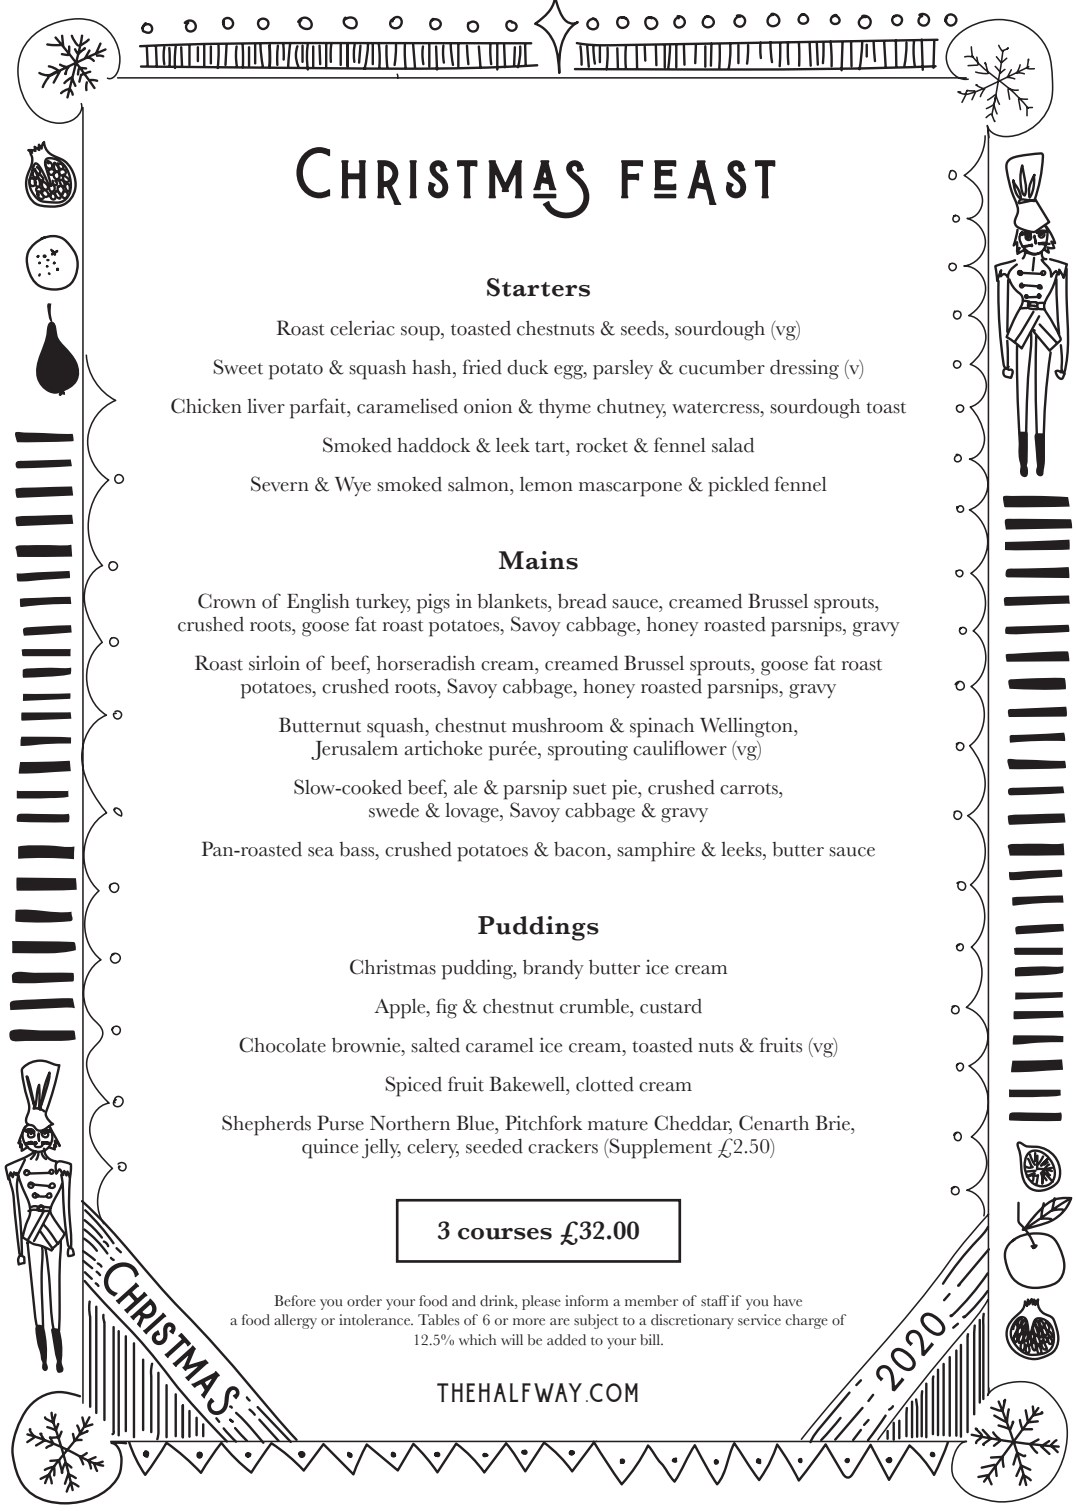 Christmas feast
Starters
Roast celeriac soup, toasted chestnuts & seeds, sourdough (vg)
Sweet potato & squash hash, fried duck egg, parsley & cucumber dressing (v)
Chicken liver parfait, caramelised onion & thyme chutney, watercress, sourdough toast
Smoked haddock & leek tart, rocket & fennel salad
Severn & Wye smoked salmon, lemon mascarpone & pickled fennel
Mains
Crown of English turkey, pigs in blankets, bread sauce, creamed Brussel sprouts,
crushed roots, goose fat roast potatoes, Savoy cabbage, honey roasted parsnips, gravy
Roast sirloin of beef, horseradish cream, creamed Brussel sprouts, goose fat roast
potatoes, crushed roots, Savoy cabbage, honey roasted parsnips, gravy
Butternut squash, chestnut mushroom & spinach Wellington,
Jerusalem artichoke purée, sprouting cauliflower (vg)
Slow-cooked beef, ale & parsnip suet pie, crushed carrots,
swede & lovage, Savoy cabbage & gravy
Pan-roasted sea bass, crushed potatoes & bacon, samphire & leeks, butter sauce
Puddings
Christmas pudding, brandy butter ice cream
Apple, fig & chestnut crumble, custard
Chocolate brownie, salted caramel ice cream, toasted nuts & fruits (vg)
Spiced fruit Bakewell, clotted cream
Shepherds Purse Northern Blue, Pitchfork mature Cheddar, Cenarth Brie,
quince jelly, celery, seeded crackers (Supplement £2.50)
3 courses £32.00
Before you order your food and drink, please inform a member of staff if you have
a food allergy or intolerance. Tables of 6 or more are subject to a discretionary service charge of
12.5% which will be added to your bill.
THEHALFWAY.COM
CHRISTMAS
2020